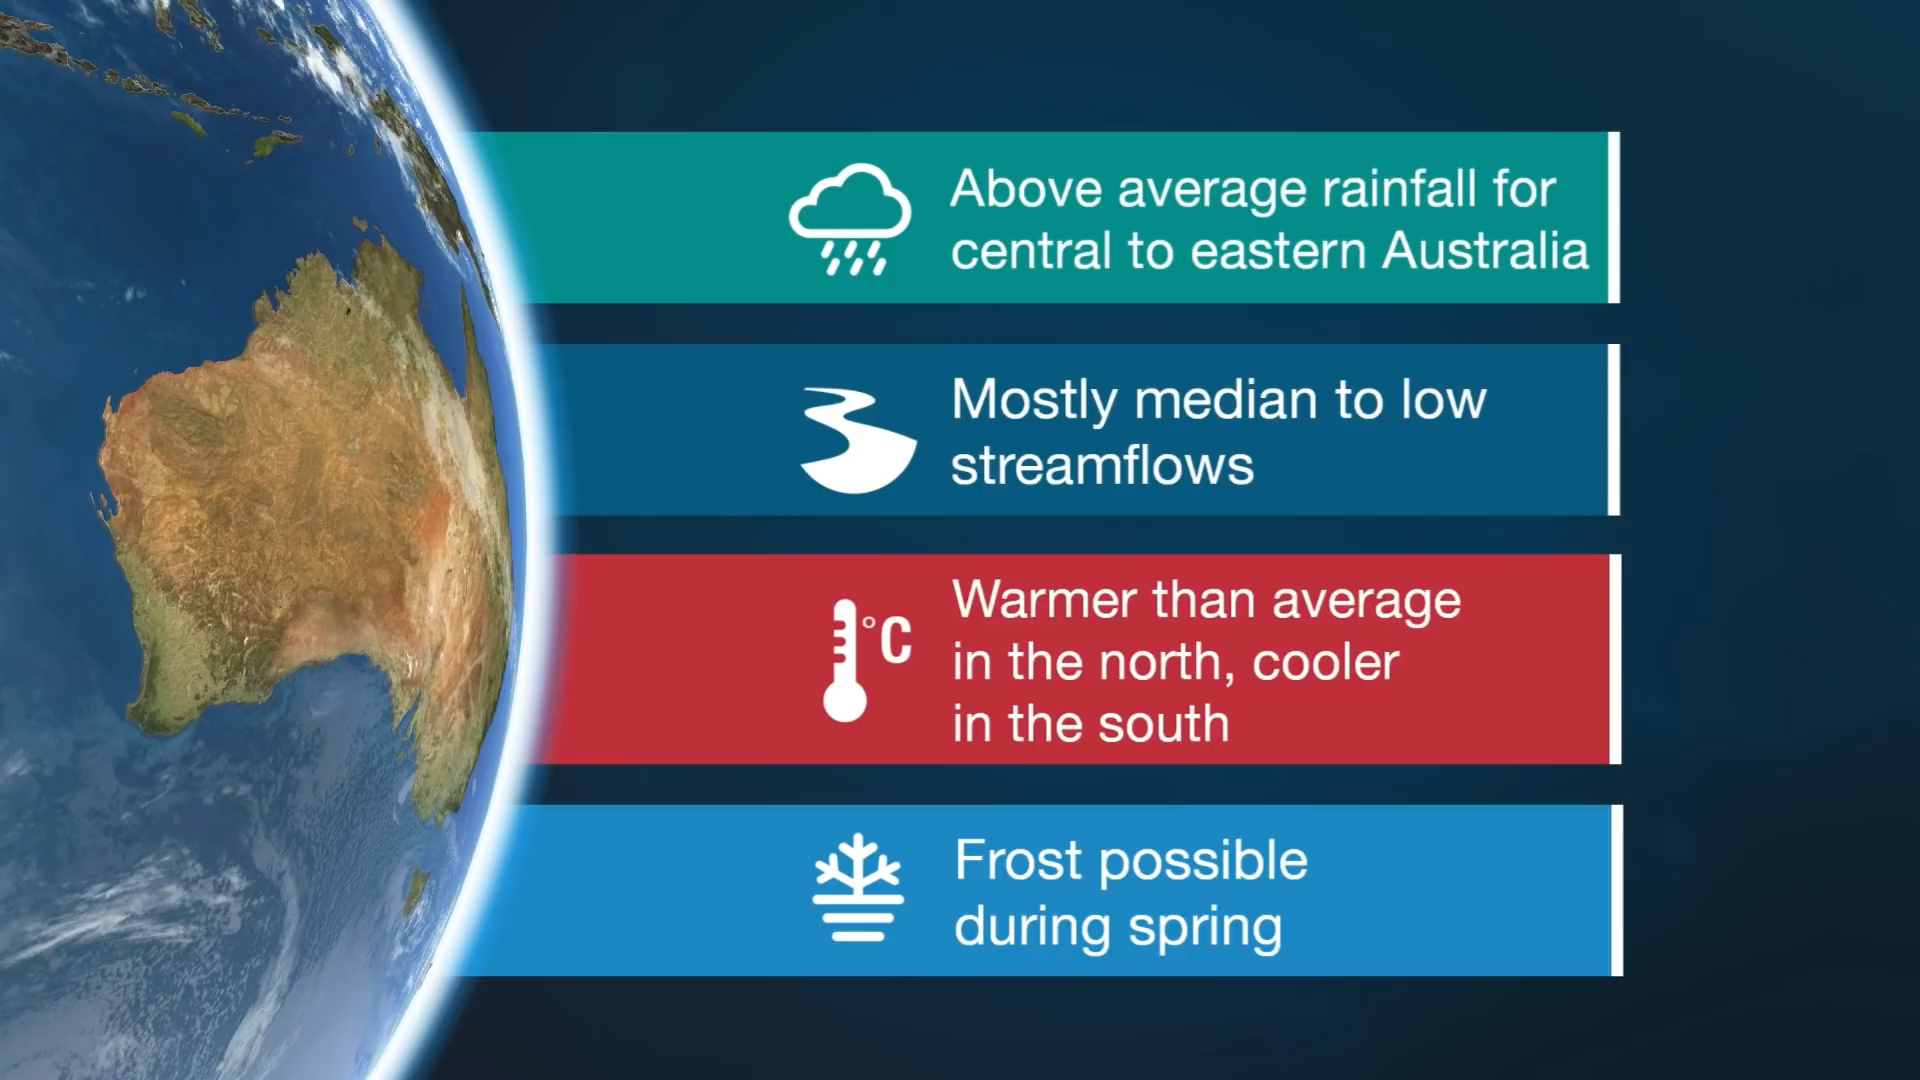 Above average rainfall for
central to eastern Australia
Mostly median to low
streamflows
°C
Warmer than average
in the north, cooler
in the south
Frost possible
during spring